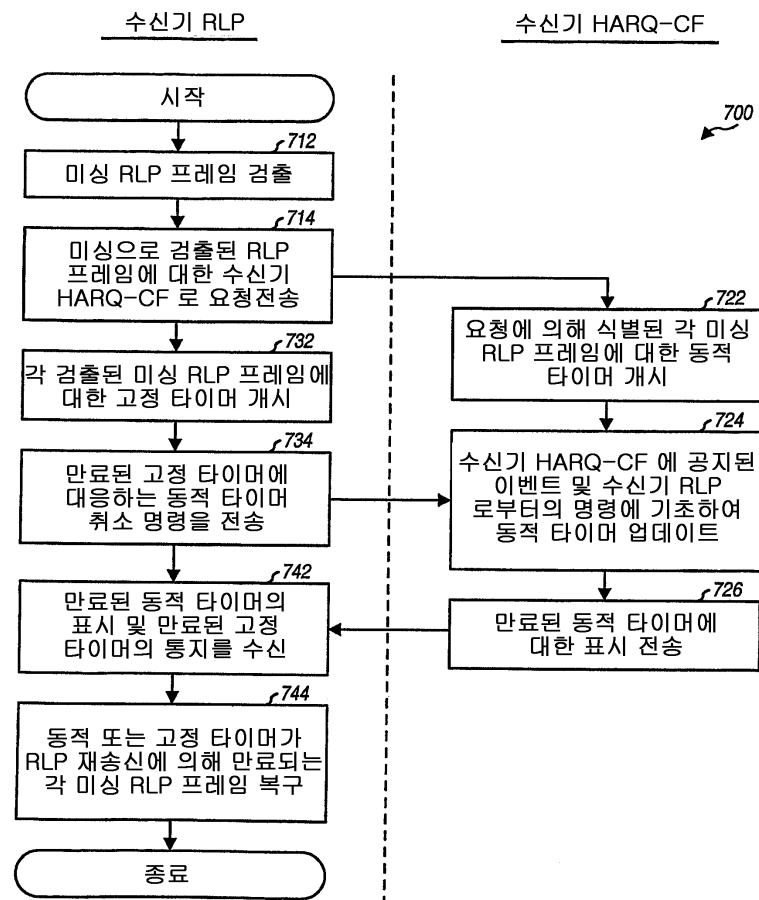 수신기 RLP
수신기 HARQ-CF
700
시작
712
미싱 RLP 프레임 검출
714
미싱으로 검출된 RLP
프레임에 대한 수신기
HARQ-CF 로 요청전송
722
요청에 의해 식별된 각 미싱
RLP 프레임에 대한 동적
타이머 개시
732
각 검출된 미싱 RLP 프레임에
대한 고정 타이머 개시
724
수신기 HARQ-CF 에 공지된
이벤트 및 수신기 RLP
로부터의 명령에 기초하여
동적 타이머 업데이트
734
만료된 고정 타이머에
대응하는 동적 타이머
취소 명령을 전송
726
만료된 동적 타이머에
대한 표시 전송
742
만료된 동적 타이머의
표시 및 만료된 고정
타이머의 통지를 수신
744
동적 또는 고정 타이머가
RLP 재송신에 의해 만료되는
각 미싱 RLP 프레임 복구
종료